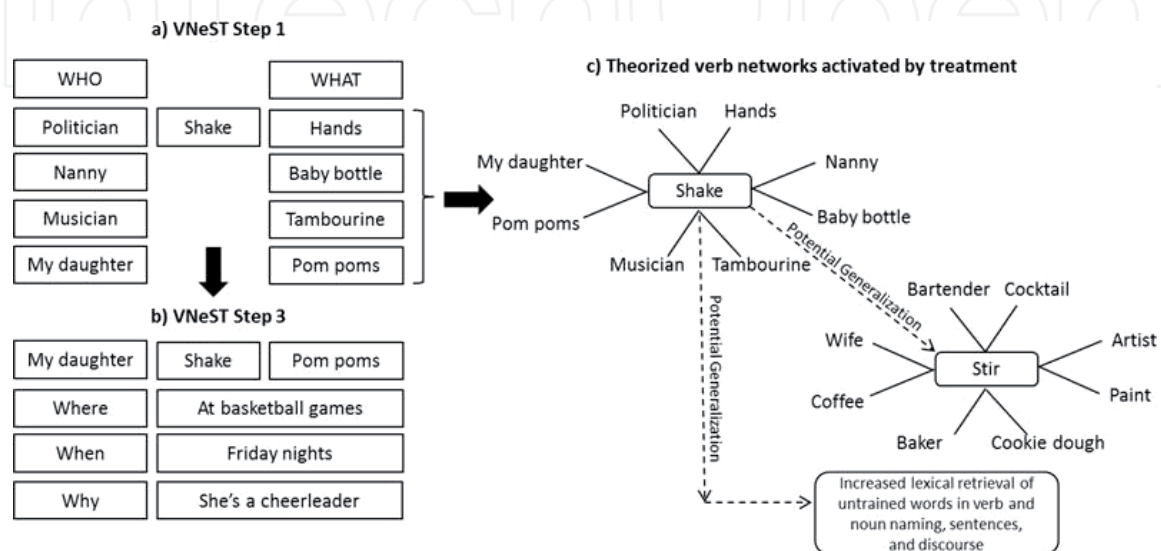 a) VNeST Step 1
WHO
WHAT
Politician
Shake
Hands
Nanny
Baby bottle
Musician
Tambourine
My daughter
Pom poms
b) VNeST Step 3
My daughter
Shake
Pom poms
Where
At basketball games
When
Friday nights
Why
She's a cheerleader
c) Theorized verb networks activated by treatment
Politician
Hands
My daughter
Nanny
Shake
Pom poms
Baby bottle
Musician
Tambourine
Potential Generalization
Potential Generalization
Bartender
Cocktail
Wife
Artist
Stir
Coffee
Paint
Baker
Cookie dough
Increased lexical retrieval of
untrained words in verb and
noun naming, sentences,
and discourse